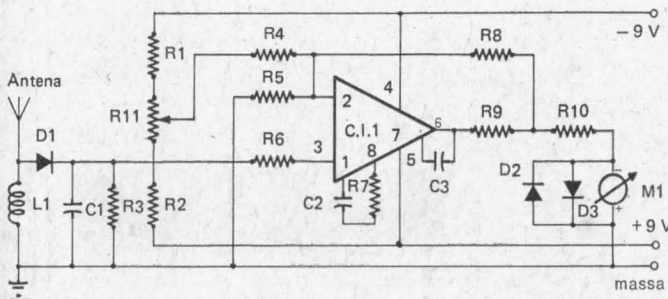 − 9 V
R1
R4
R8
Antena
R5
4
R11
2
6
R9
R10
D1
C.I.1
R6
7
3
1
8
5
C3
D2
M1
−
R7
L1
C1
R3
R2
C2
D3
+
+ 9 V
massa